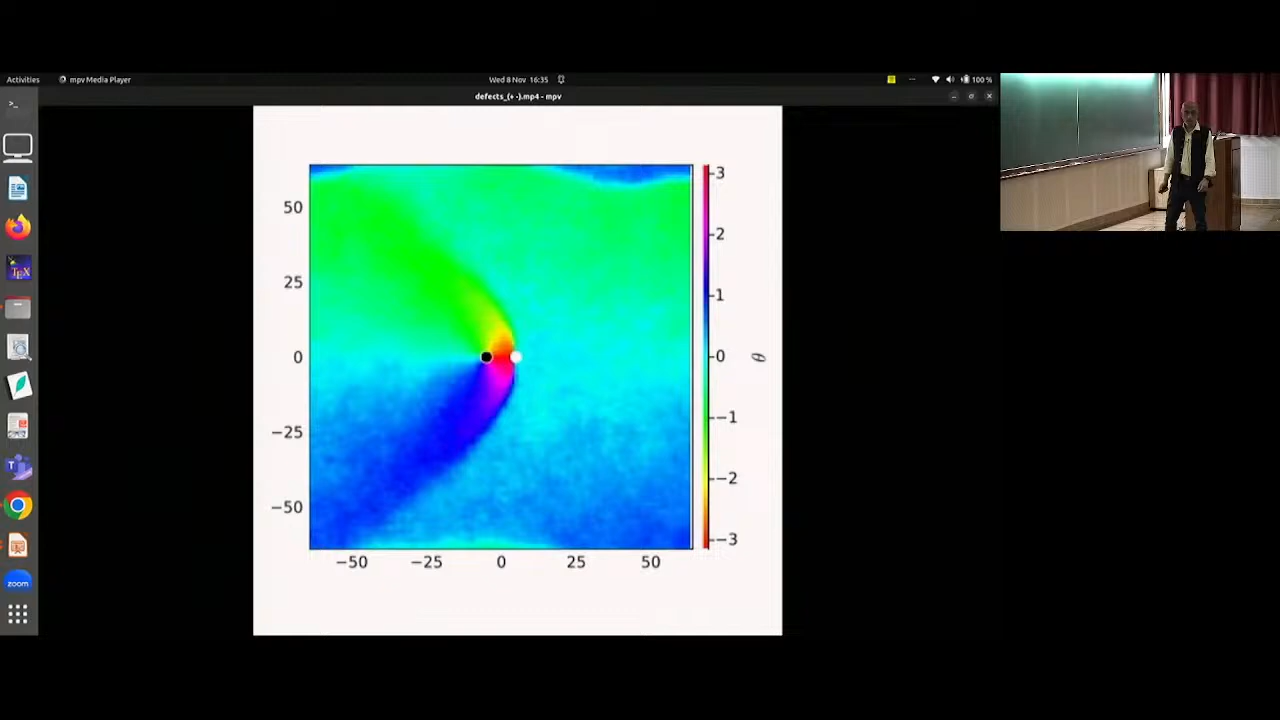 Activities mpv Media Player Wed 8 Nov 16:35 100 %
defects_(+ -).mp4 - mpv
50
25
0
−25
−50
−50 −25 0 25 50
3
2
1
0
−1
−2
−3
θ
>_
TEX
T
zoom